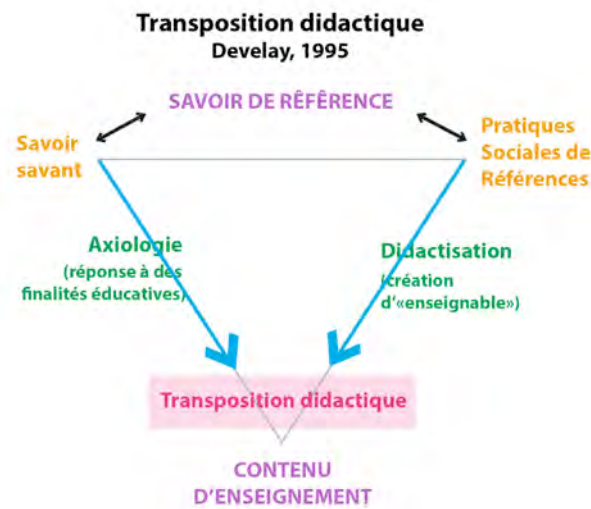 Transposition didactique
Develay, 1995
SAVOIR DE RÊFÊRENCE
Savoir
savant
Pratiques
Sociales de
Références
Axiologie
(réponse à des
finalités éducatives)
Didactisation
(création
d'«enseignable»)
Transposition didactique
CONTENU
D'ENSEIGNEMENT